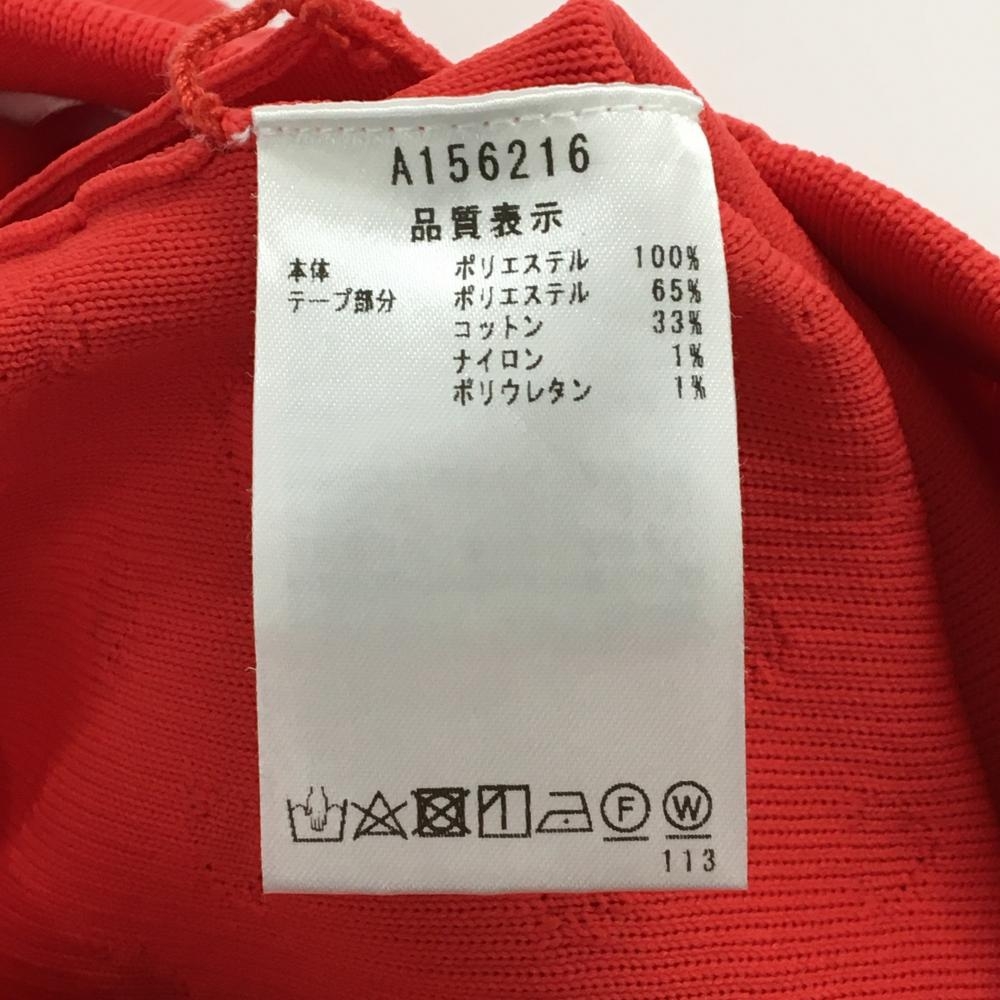 A156216
品質表示
本体 ポリエステル 100%
テープ部分 ポリエステル 65%
コットン 33%
ナイロン 1%
ポリウレタン 1%
F W
113